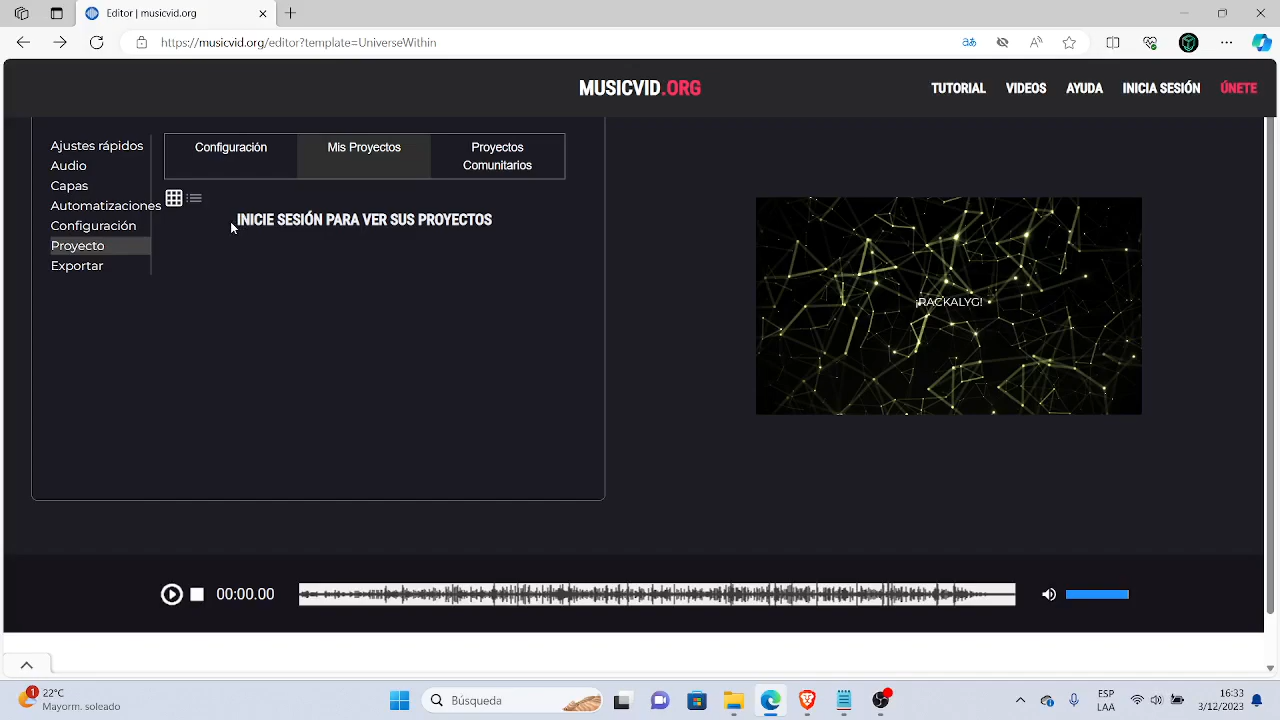 Editor | musicvid.org
https://musicvid.org/editor?template=UniverseWithin
MUSICVID.ORG
TUTORIAL
VIDEOS
AYUDA
INICIA SESIÓN
ÚNETE
Ajustes rápidos
Audio
Capas
Automatizaciones
Configuración
Proyecto
Exportar
Configuración
Mis Proyectos
Proyectos
Comunitarios
INICIE SESIÓN PARA VER SUS PROYECTOS
RACKALYG!
00:00.00
1
22°C
Mayorm. soleado
Búsqueda
ESP
LAA
16:33
3/12/2023